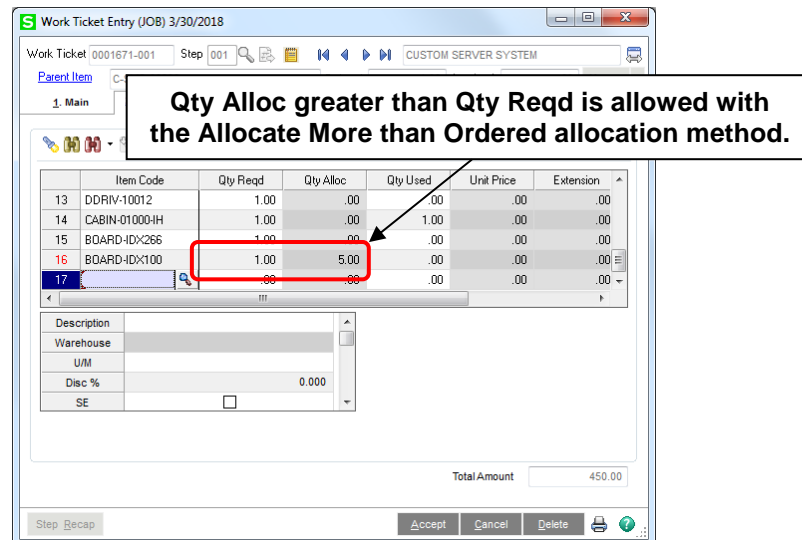 S Work Ticket Entry (JOB) 3/30/2018
Work Ticket 0001671-001 Step 001 CUSTOM SERVER SYSTEM
Parent Item
1. Main
Qty Alloc greater than Qty Reqd is allowed with
the Allocate More than Ordered allocation method.
Item Code Qty Reqd Qty Alloc Qty Used Unit Price Extension
13 DDRIV-10012 1.00 .00 .00 .00 .00
14 CABIN-01000-IH 1.00 .00 1.00 .00 .00
15 BOARD-IDX266 1.00 .00 .00 .00 .00
16 BOARD-IDX100 1.00 5.00 .00 .00 .00
17 .00 .00 .00 .00 .00
Description
Warehouse
U/M
Disc % 0.000
SE
Total Amount 450.00
Step Recap Accept Cancel Delete